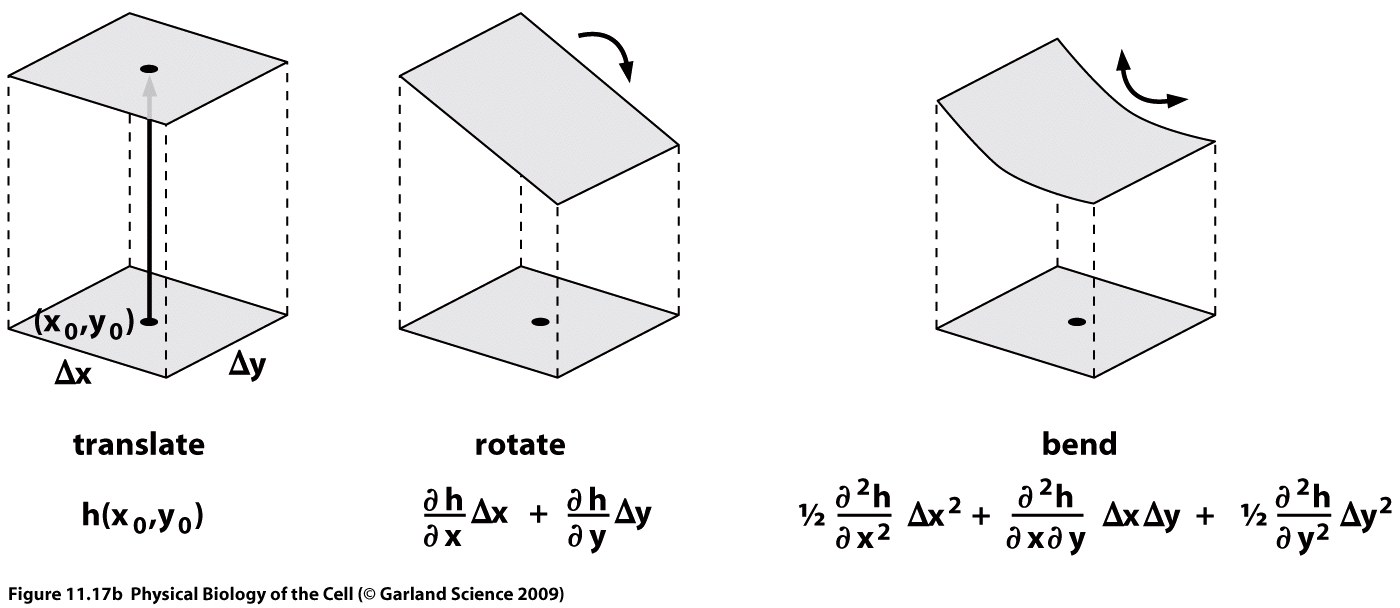 (x₀,y₀)
Δx
Δy
translate
rotate
bend
h(x₀,y₀)
∂h/∂x Δx + ∂h/∂y Δy
½ ∂²h/∂x² Δx² + ∂²h/∂x∂y ΔxΔy + ½ ∂²h/∂y² Δy²
Figure 11.17b Physical Biology of the Cell (© Garland Science 2009)